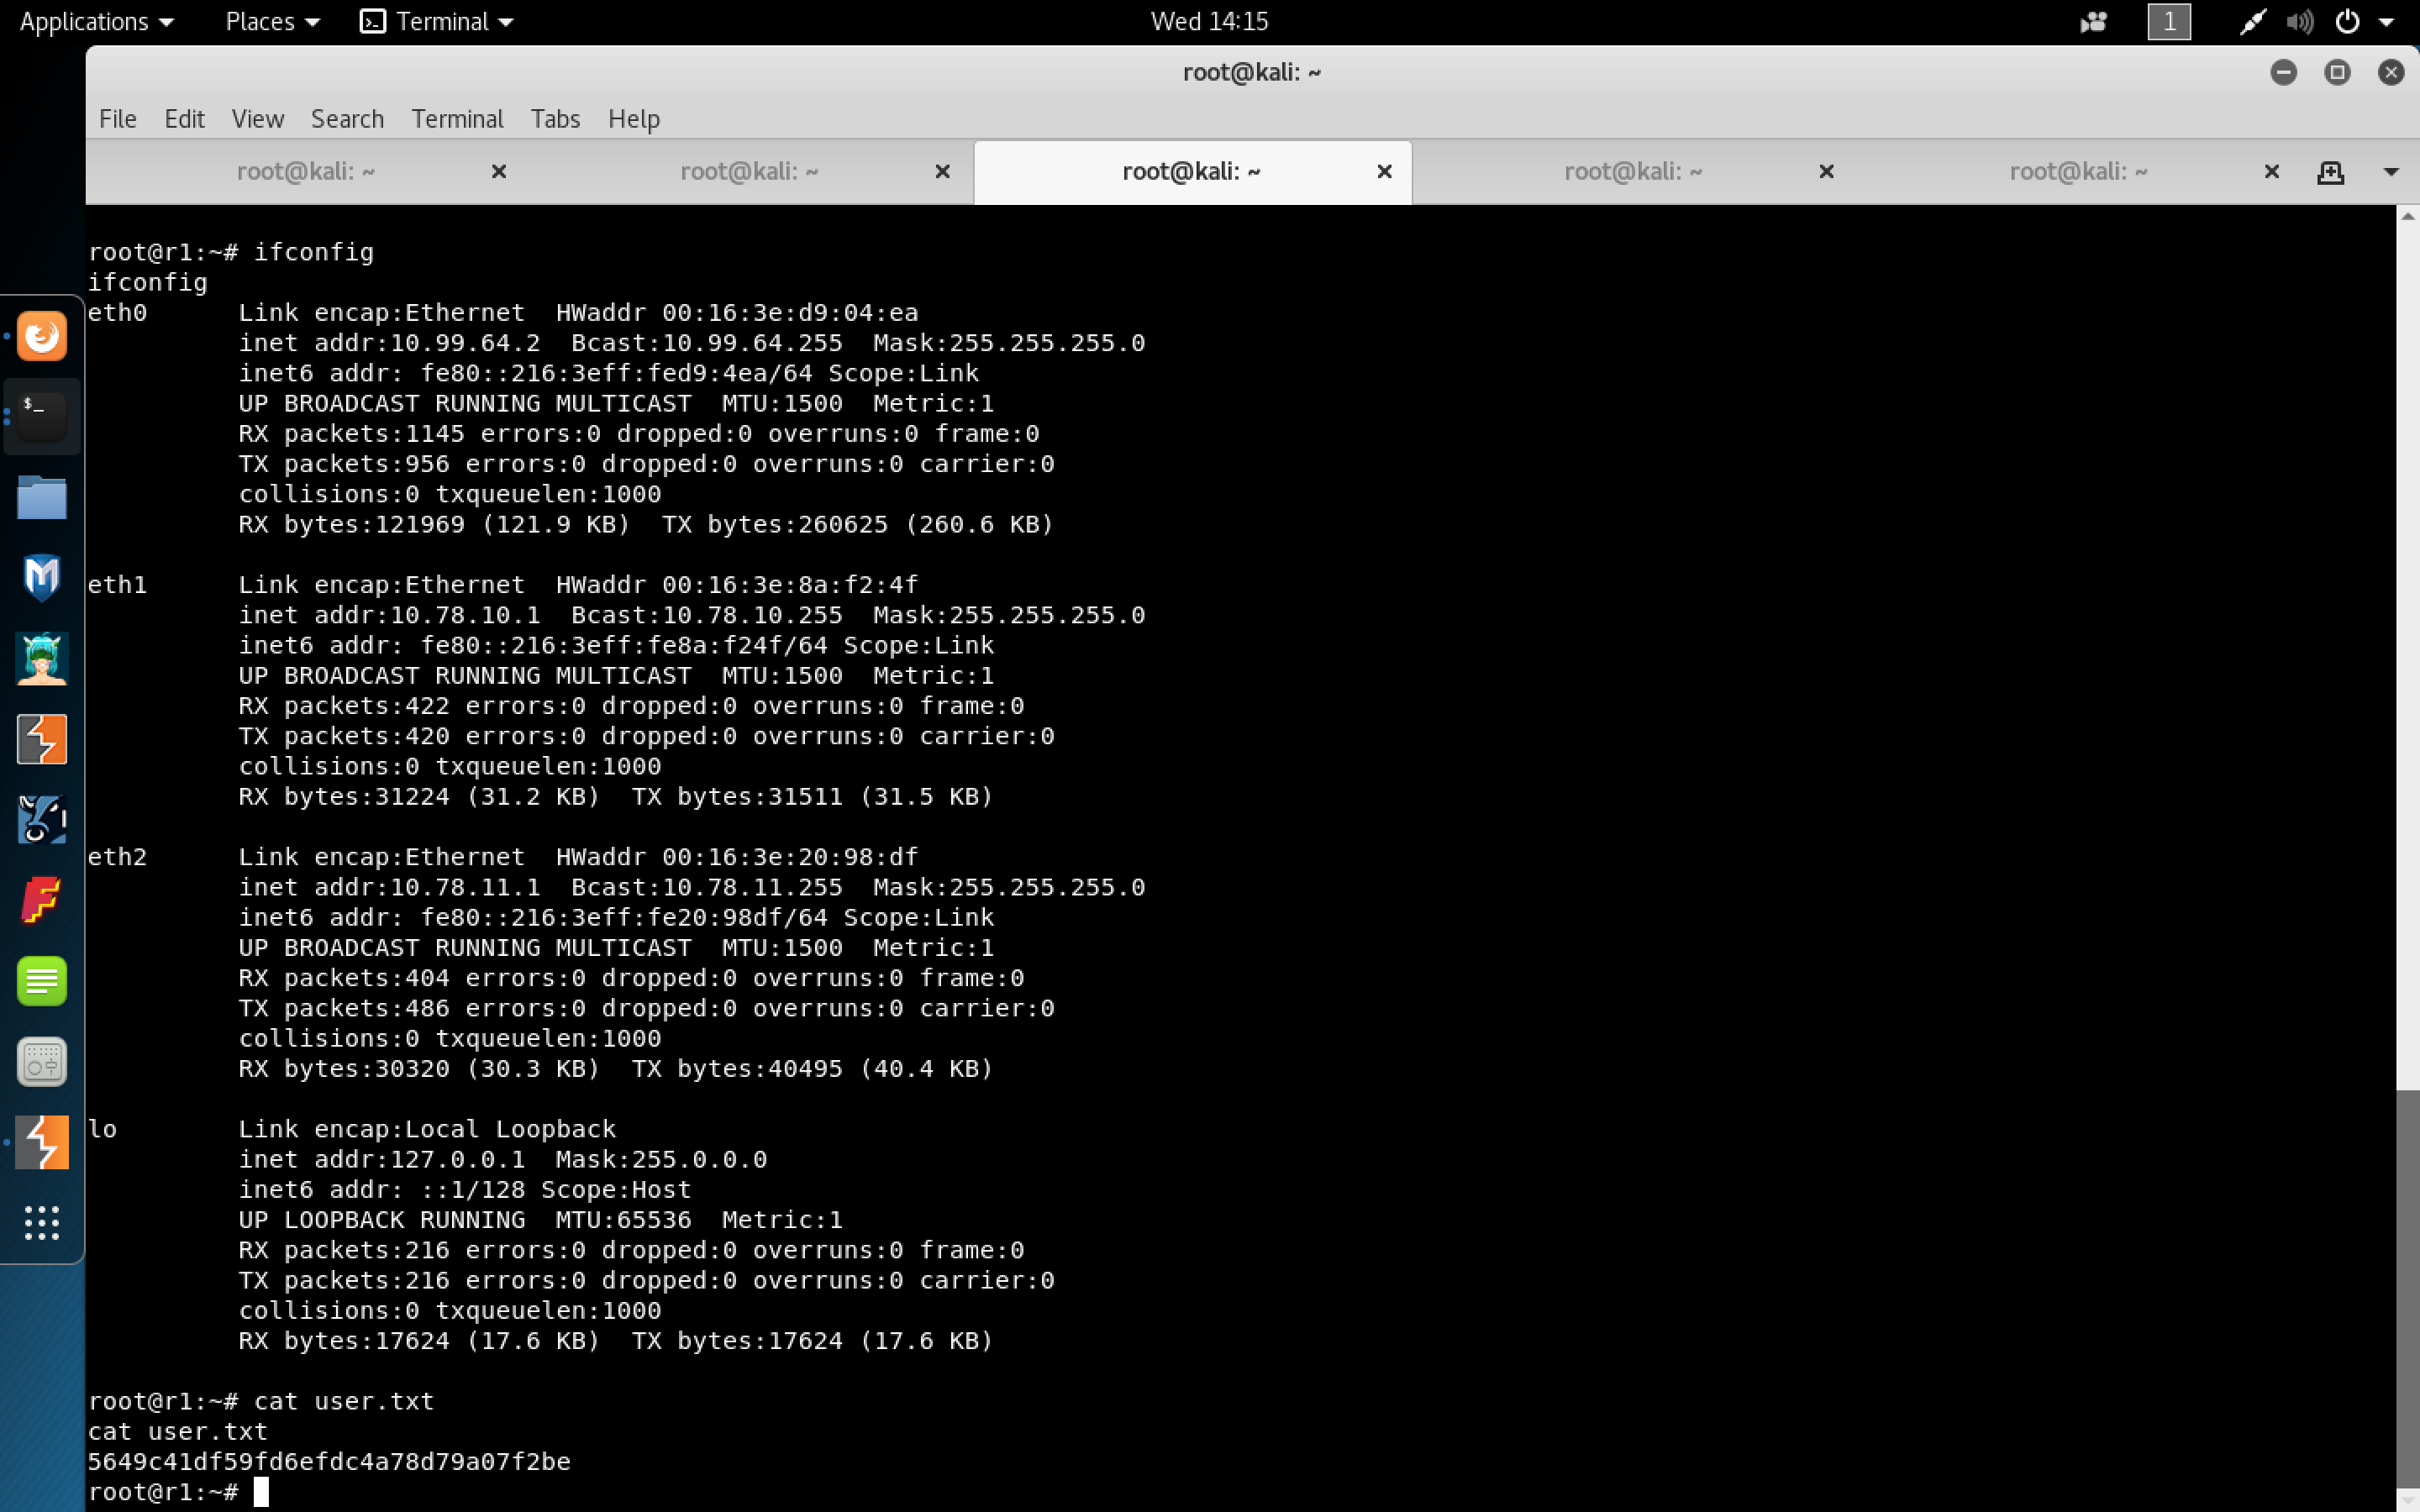 Applications Places Terminal Wed 14:15 1
root@kali: ~
File Edit View Search Terminal Tabs Help
root@kali: ~ root@kali: ~ root@kali: ~ root@kali: ~ root@kali: ~
root@r1:~# ifconfig
ifconfig
eth0      Link encap:Ethernet  HWaddr 00:16:3e:d9:04:ea
          inet addr:10.99.64.2  Bcast:10.99.64.255  Mask:255.255.255.0
          inet6 addr: fe80::216:3eff:fed9:4ea/64 Scope:Link
          UP BROADCAST RUNNING MULTICAST  MTU:1500  Metric:1
          RX packets:1145 errors:0 dropped:0 overruns:0 frame:0
          TX packets:956 errors:0 dropped:0 overruns:0 carrier:0
          collisions:0 txqueuelen:1000
          RX bytes:121969 (121.9 KB)  TX bytes:260625 (260.6 KB)
eth1      Link encap:Ethernet  HWaddr 00:16:3e:8a:f2:4f
          inet addr:10.78.10.1  Bcast:10.78.10.255  Mask:255.255.255.0
          inet6 addr: fe80::216:3eff:fe8a:f24f/64 Scope:Link
          UP BROADCAST RUNNING MULTICAST  MTU:1500  Metric:1
          RX packets:422 errors:0 dropped:0 overruns:0 frame:0
          TX packets:420 errors:0 dropped:0 overruns:0 carrier:0
          collisions:0 txqueuelen:1000
          RX bytes:31224 (31.2 KB)  TX bytes:31511 (31.5 KB)
eth2      Link encap:Ethernet  HWaddr 00:16:3e:20:98:df
          inet addr:10.78.11.1  Bcast:10.78.11.255  Mask:255.255.255.0
          inet6 addr: fe80::216:3eff:fe20:98df/64 Scope:Link
          UP BROADCAST RUNNING MULTICAST  MTU:1500  Metric:1
          RX packets:404 errors:0 dropped:0 overruns:0 frame:0
          TX packets:486 errors:0 dropped:0 overruns:0 carrier:0
          collisions:0 txqueuelen:1000
          RX bytes:30320 (30.3 KB)  TX bytes:40495 (40.4 KB)
lo        Link encap:Local Loopback
          inet addr:127.0.0.1  Mask:255.0.0.0
          inet6 addr: ::1/128 Scope:Host
          UP LOOPBACK RUNNING  MTU:65536  Metric:1
          RX packets:216 errors:0 dropped:0 overruns:0 frame:0
          TX packets:216 errors:0 dropped:0 overruns:0 carrier:0
          collisions:0 txqueuelen:1000
          RX bytes:17624 (17.6 KB)  TX bytes:17624 (17.6 KB)
root@r1:~# cat user.txt
cat user.txt
5649c41df59fd6efdc4a78d79a07f2be
root@r1:~#